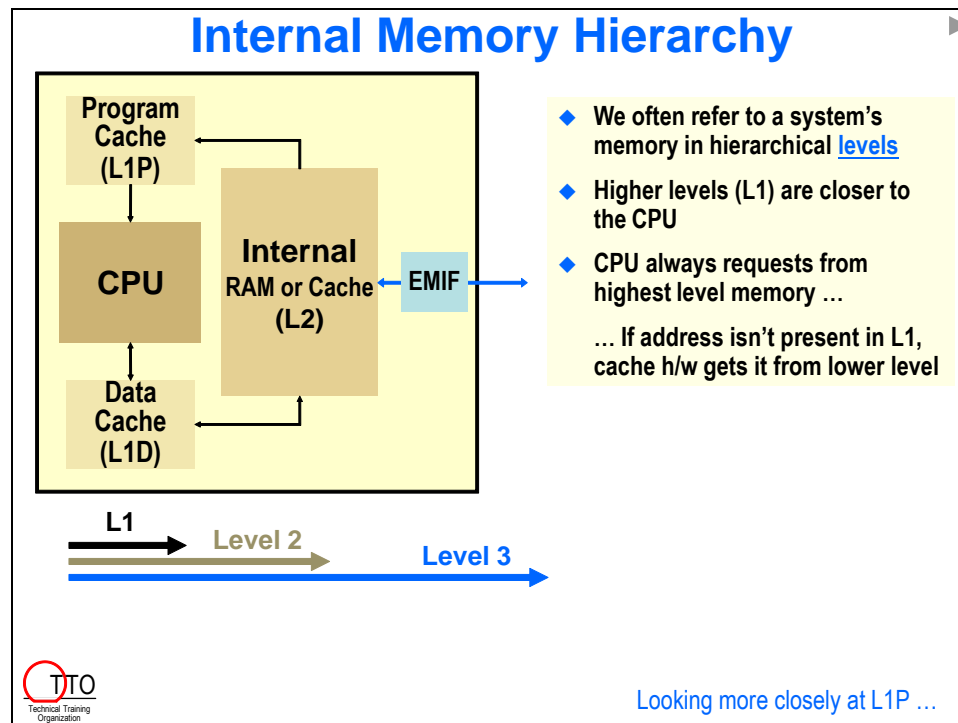 Internal Memory Hierarchy
Program
Cache
(L1P)
CPU
Data
Cache
(L1D)
Internal
RAM or Cache
(L2)
EMIF
We often refer to a system's
memory in hierarchical levels
Higher levels (L1) are closer to
the CPU
CPU always requests from
highest level memory …
… If address isn't present in L1,
cache h/w gets it from lower level
L1
Level 2
Level 3
TTO
Technical Training
Organization
Looking more closely at L1P …